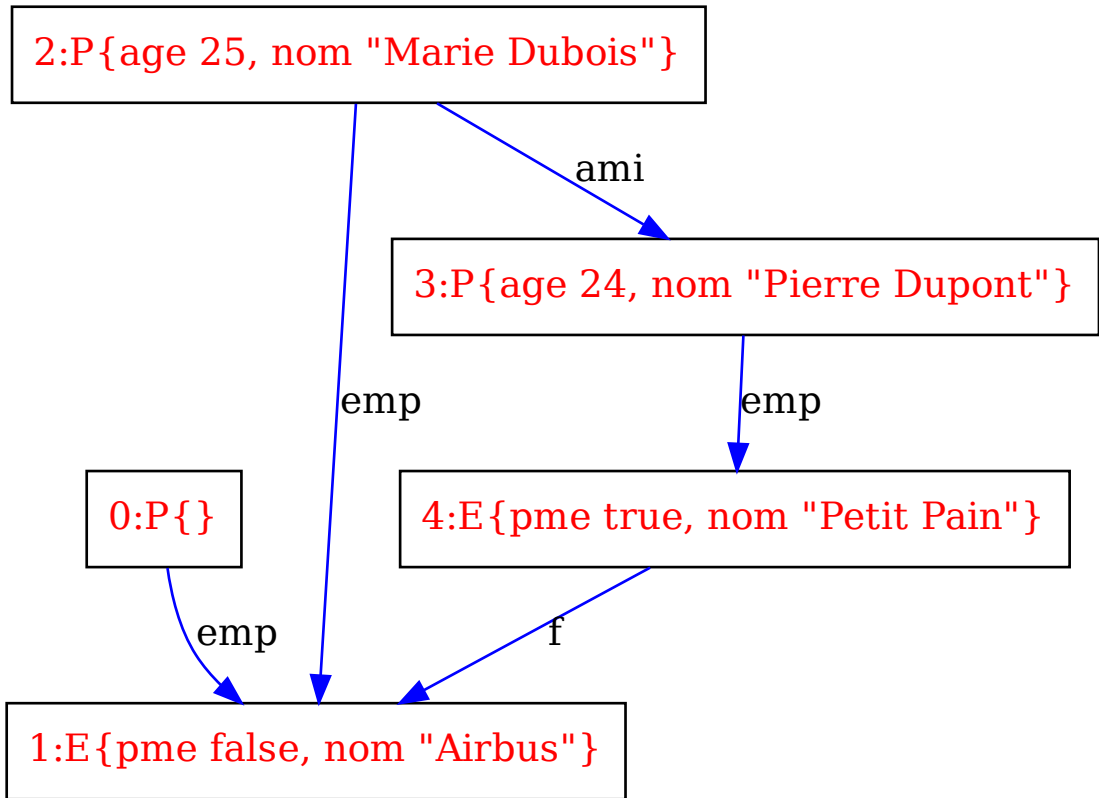 2:P{age 25, nom "Marie Dubois"}
ami
3:P{age 24, nom "Pierre Dupont"}
emp
emp
0:P{}
4:E{pme true, nom "Petit Pain"}
emp
f
1:E{pme false, nom "Airbus"}